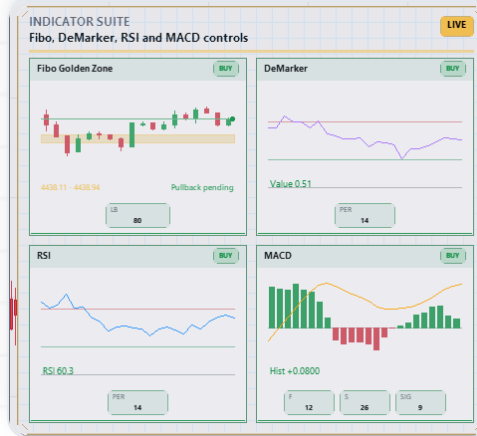 INDICATOR SUITE
Fibo, DeMarker, RSI and MACD controls
LIVE
Fibo Golden Zone
BUY
4438.11 - 4438.94
Pullback pending
LB
80
DeMarker
BUY
Value 0.51
PER
14
RSI
BUY
RSI 60.3
PER
14
MACD
BUY
Hist +0.0800
F
12
S
26
SIG
9